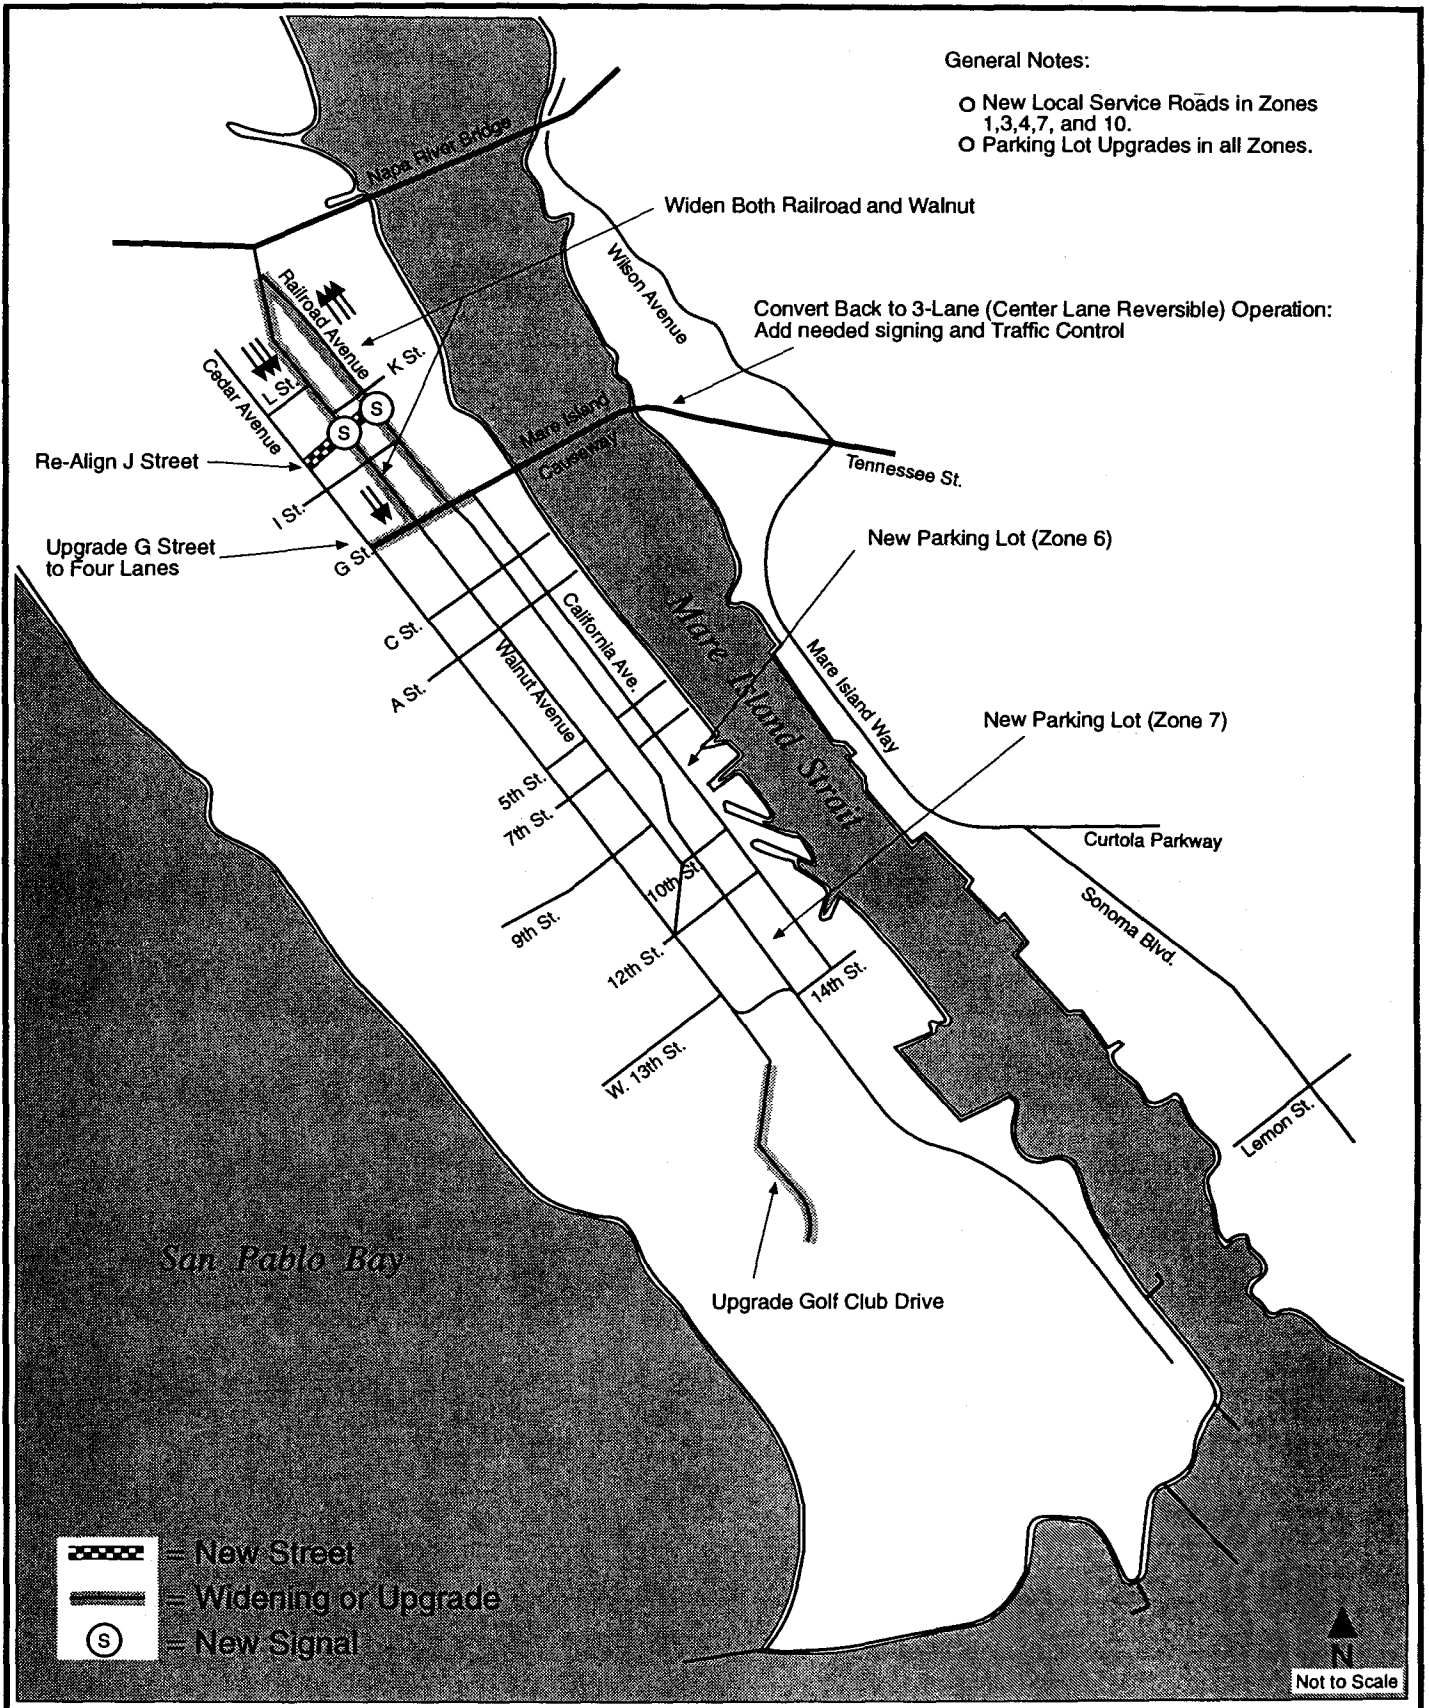 General Notes:
O New Local Service Roads in Zones
1,3,4,7, and 10.
O Parking Lot Upgrades in all Zones.
Napa River Bridge
Widen Both Railroad and Walnut
Wilson Avenue
Railroad Avenue
Convert Back to 3-Lane (Center Lane Reversible) Operation:
Add needed signing and Traffic Control
K St.
L St.
Cedar Avenue
S
S
Mare Island
Causeway
Re-Align J Street
Tennessee St.
I St.
Upgrade G Street
to Four Lanes
G St.
New Parking Lot (Zone 6)
C St.
California Ave.
Mare Island Strait
A St.
Walnut Avenue
Mare Island Way
New Parking Lot (Zone 7)
5th St.
7th St.
Curtola Parkway
10th St.
9th St.
Sonoma Blvd.
12th St.
14th St.
W. 13th St.
Lemon St.
San Pablo Bay
Upgrade Golf Club Drive
= New Street
= Widening or Upgrade
S = New Signal
N
Not to Scale